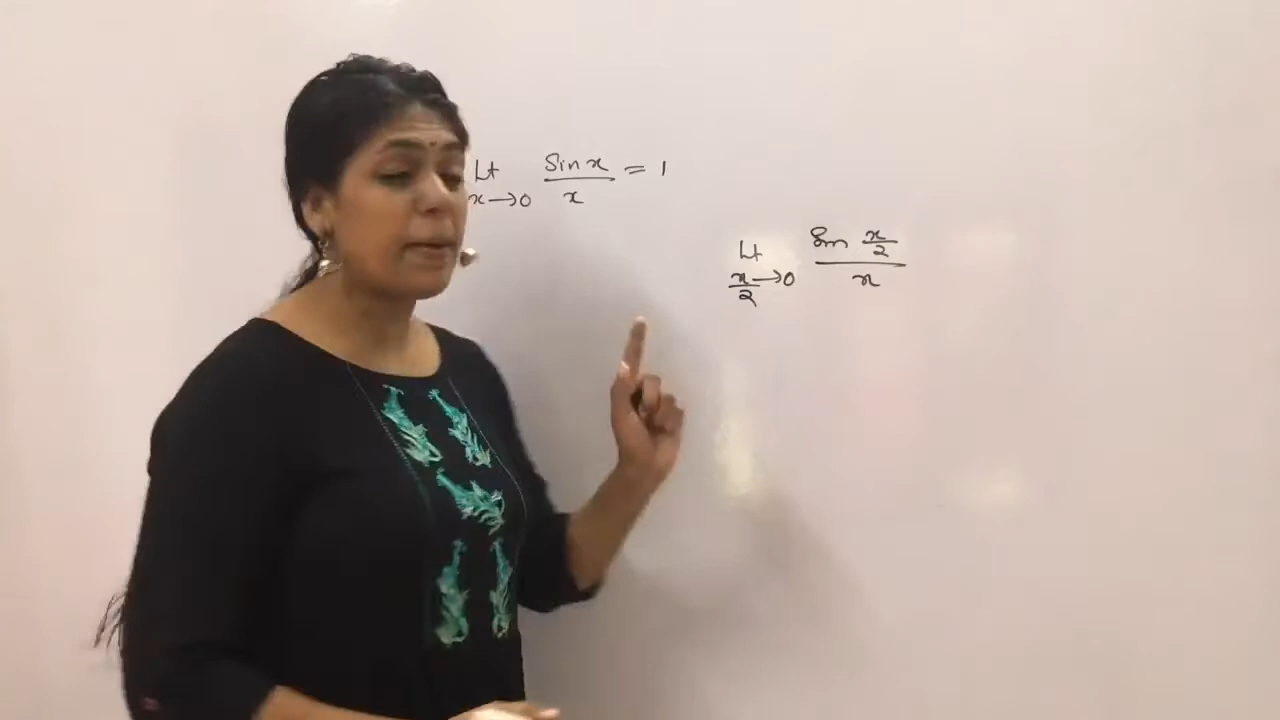 Lt Sin x / x = 1
x→0
Lt Sin x/2 / x
x/2→0